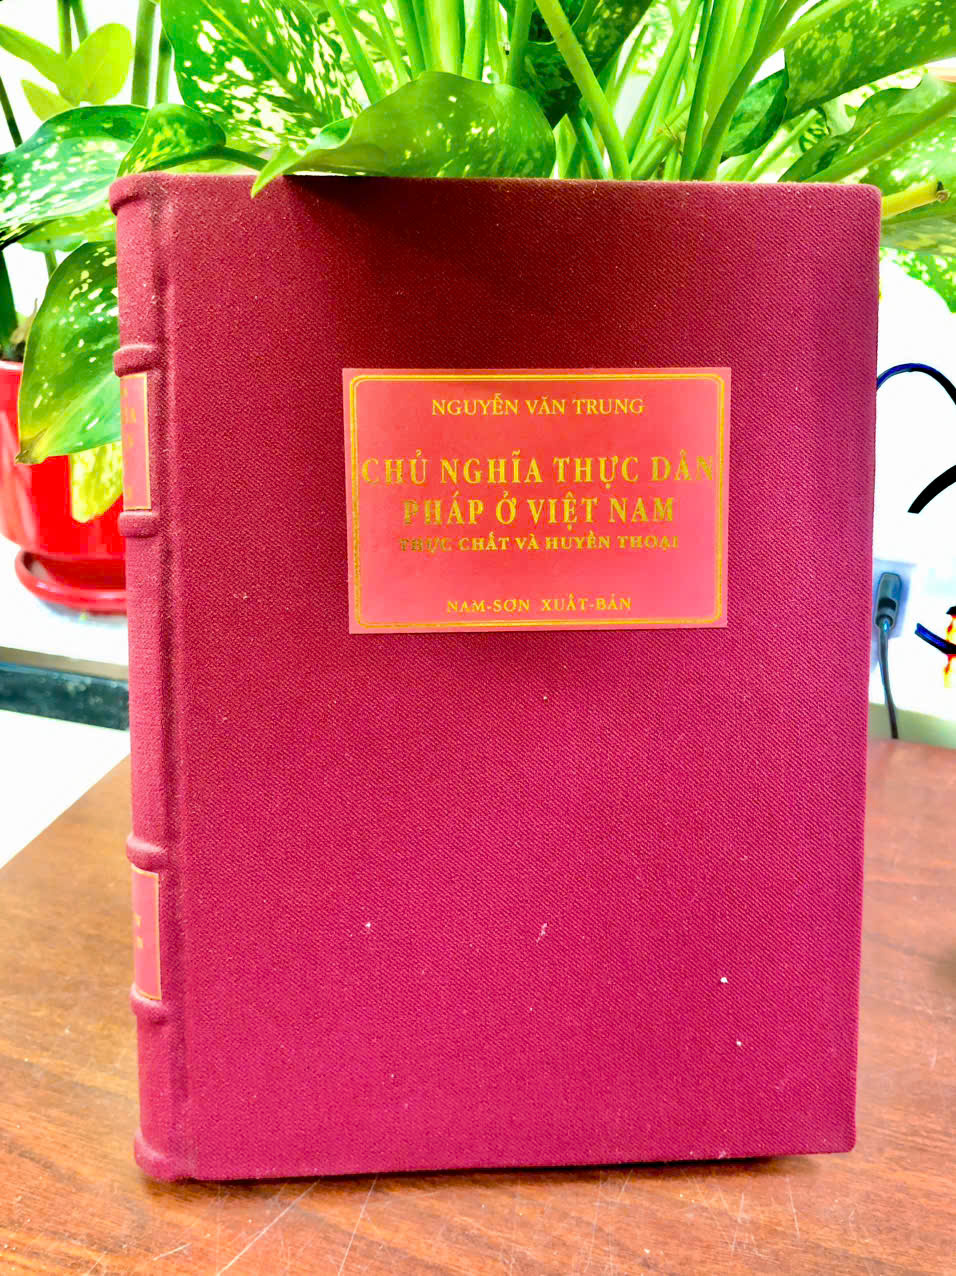 NGUYỄN VĂN TRUNG
CHỦ NGHĨA THỰC DÂN
PHÁP Ở VIỆT NAM
THỰC CHẤT VÀ HUYỀN THOẠI
NAM-SƠN XUẤT-BẢN